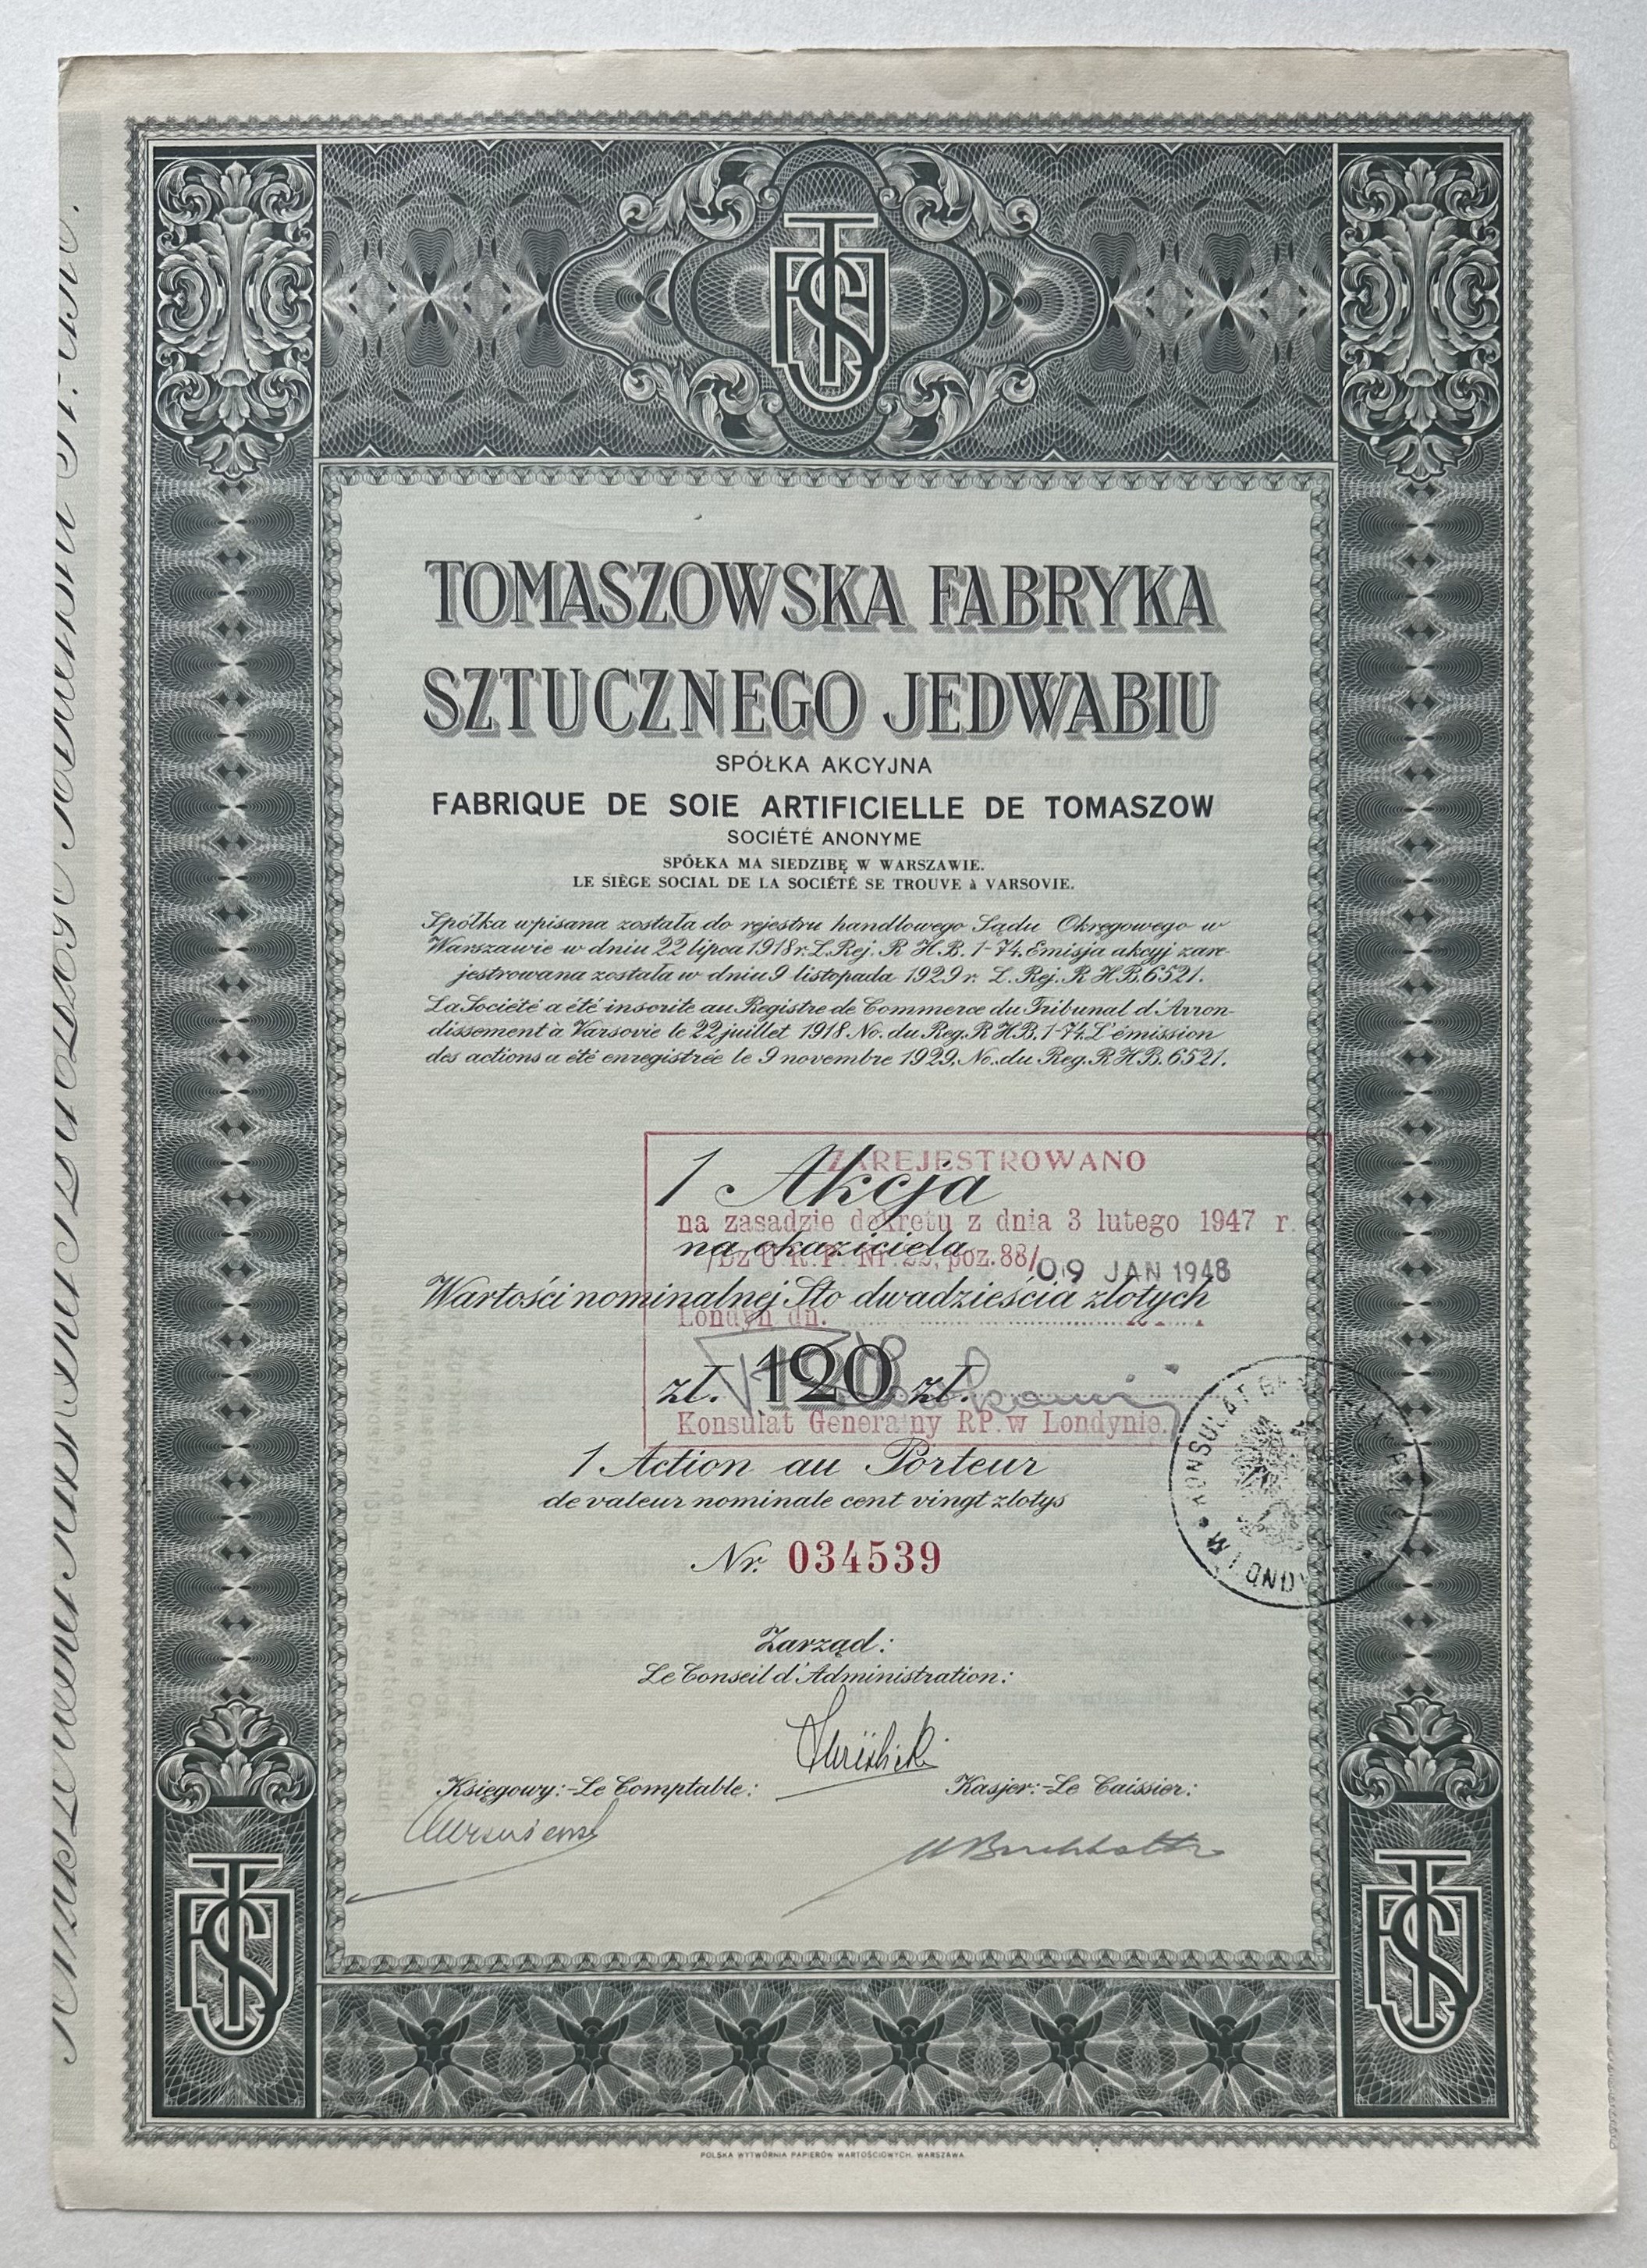 TOMASZOWSKA FABRYKA
SZTUCZNEGO JEDWABIU
SPÓŁKA AKCYJNA
FABRIQUE DE SOIE ARTIFICIELLE DE TOMASZOW
SOCIÉTÉ ANONYME
SPÓŁKA MA SIEDZIBĘ W WARSZAWIE.
LE SIÈGE SOCIAL DE LA SOCIÉTÉ SE TROUVE à VARSOVIE.
Spółka wpisana została do rejestru handlowego Sądu Okręgowego w
Warszawie w dniu 22 lipca 1918 r. L. Rej. R H.B. 1-74. Emisja akcyj zare-
jestrowana została w dniu 9 listopada 1929 r. L. Rej. R H B. 6521.
La Société a été inscrite au Registre de Commerce du Tribunal d'Arron-
dissement à Varsovie le 22 juillet 1918 No. du Reg. R H B. 1-74. L'émission
des actions a été enregistrée le 9 novembre 1929, No. du Reg. R H B. 6521.
ZAREJESTROWANO
1 Akcja
na zasadzie dekretu z dnia 3 lutego 1947 r.
na okaziciela
/Dz U R.P. Nr. poz. 88/
09 JAN 1948
Wartości nominalnej Sto dwadzieścia złotych
Londyn dn.
zł. 120 zł.
Konsulat Generalny RP. w Londynie.
KONSULAT
1 Action au Porteur
de valeur nominale cent vingt zlotys
Nr. 034539
Zarząd:
Le Conseil d'Administration:
Księgowy:-Le Comptable:
Kasjer:-Le Caissier:
POLSKA WYTWÓRNIA PAPIERÓW WARTOŚCIOWYCH. WARSZAWA